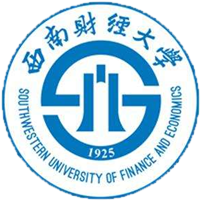 西南财经大学
1925
SOUTHWESTERN UNIVERSITY OF FINANCE AND ECONOMICS